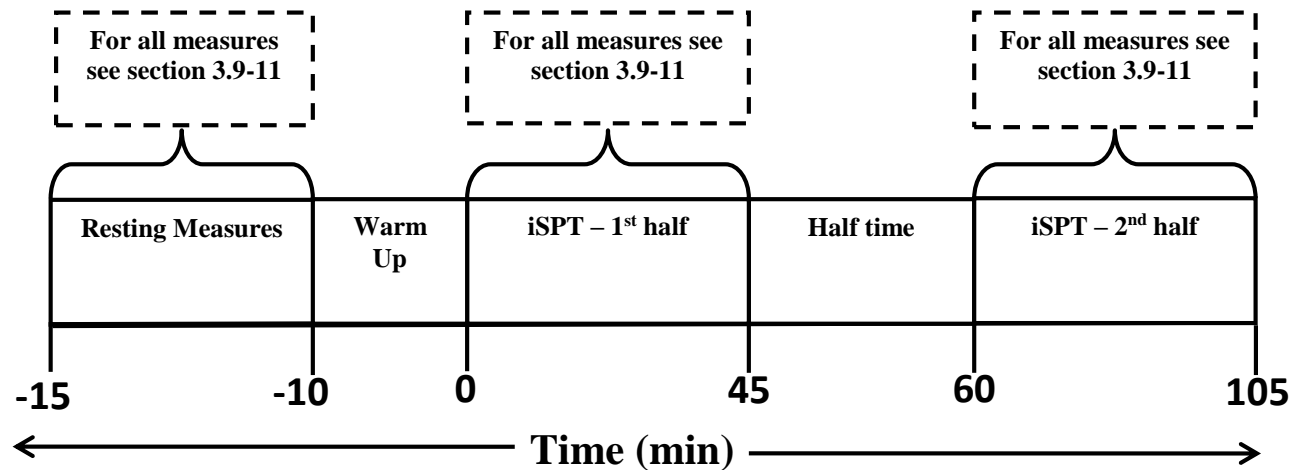 For all measures
see section 3.9-11
For all measures see
section 3.9-11
For all measures see
section 3.9-11
Resting Measures
Warm
Up
iSPT – 1st half
Half time
iSPT – 2nd half
-15
-10
0
45
60
105
Time (min)